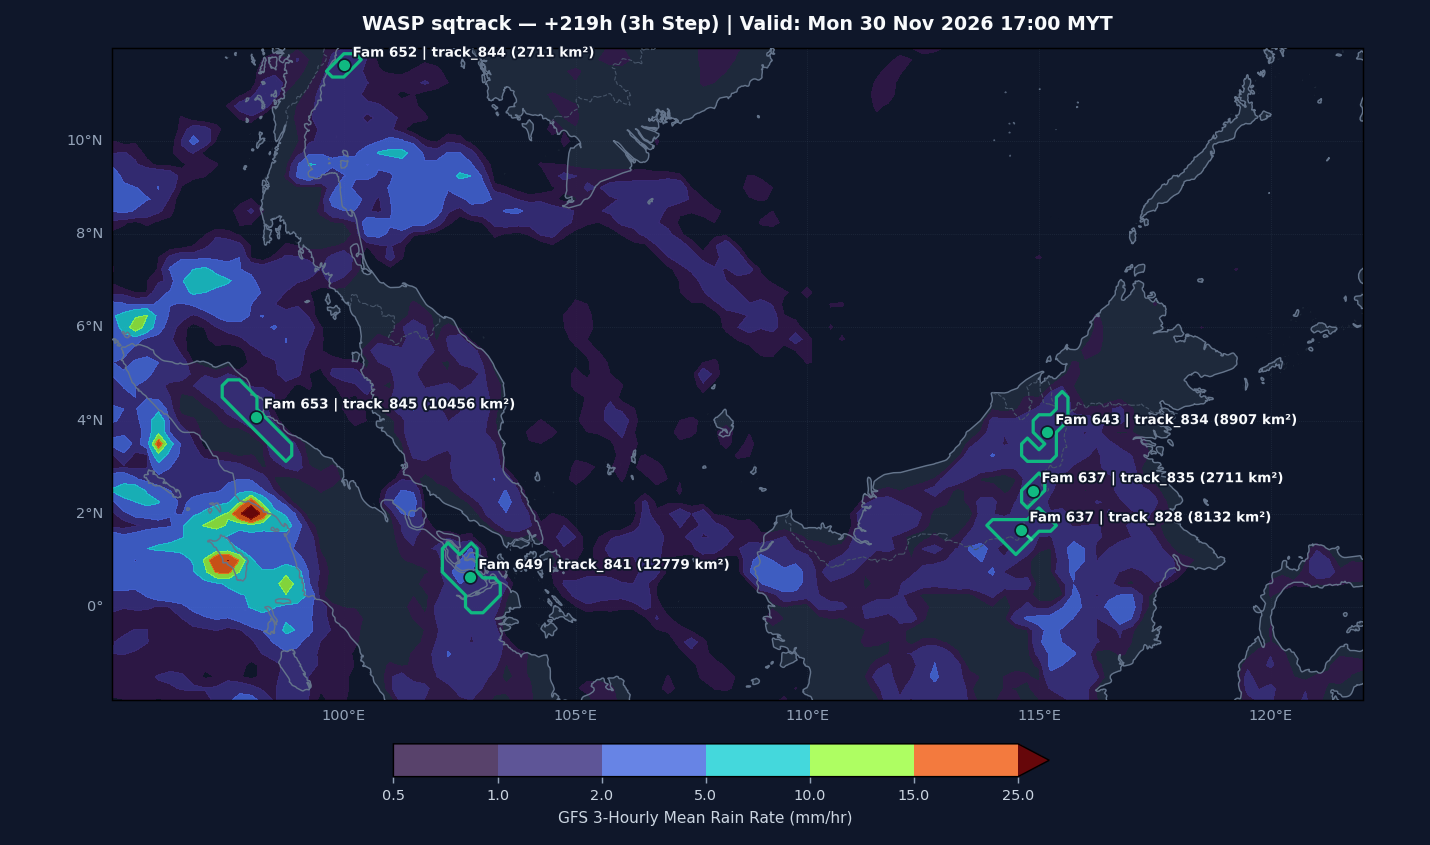 WASP sqtrack — +219h (3h Step) | Valid: Mon 30 Nov 2026 17:00 MYT
Fam 652 | track_844 (2711 km²)
10°N
8°N
6°N
Fam 653 | track_845 (10456 km²)
4°N
Fam 643 | track_834 (8907 km²)
Fam 637 | track_835 (2711 km²)
2°N
Fam 637 | track_828 (8132 km²)
Fam 649 | track_841 (12779 km²)
0°
100°E 105°E 110°E 115°E 120°E
0.5 1.0 2.0 5.0 10.0 15.0 25.0
GFS 3-Hourly Mean Rain Rate (mm/hr)